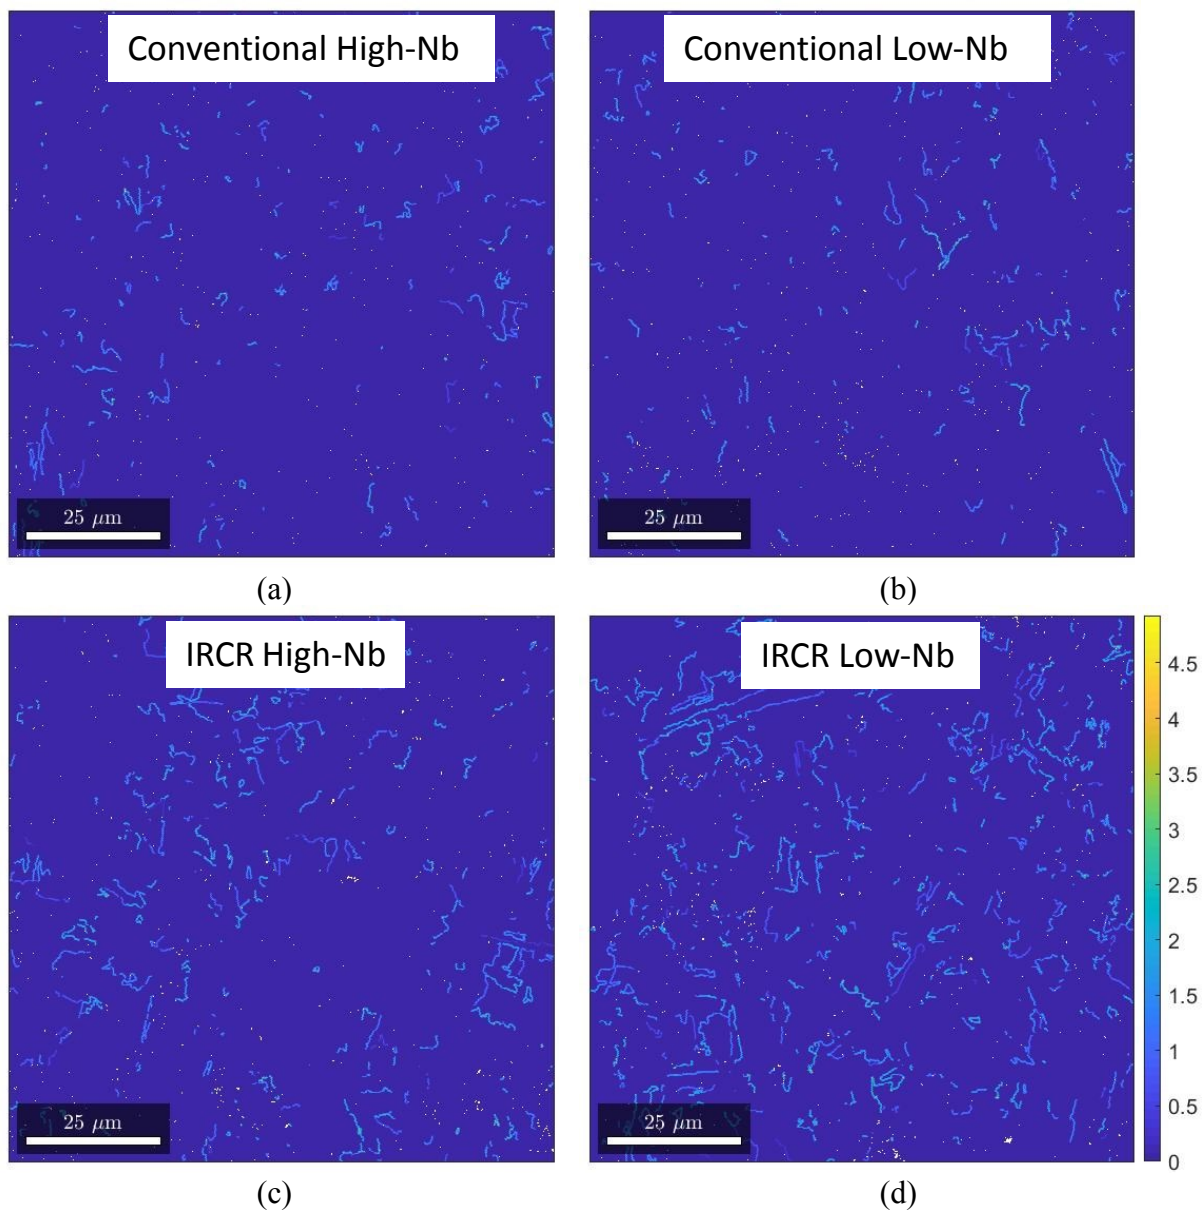 Conventional High-Nb
Conventional Low-Nb
25 μm
25 μm
(a)
(b)
IRCR High-Nb
IRCR Low-Nb
4.5
4
3.5
3
2.5
2
1.5
1
0.5
0
25 μm
25 μm
(c)
(d)